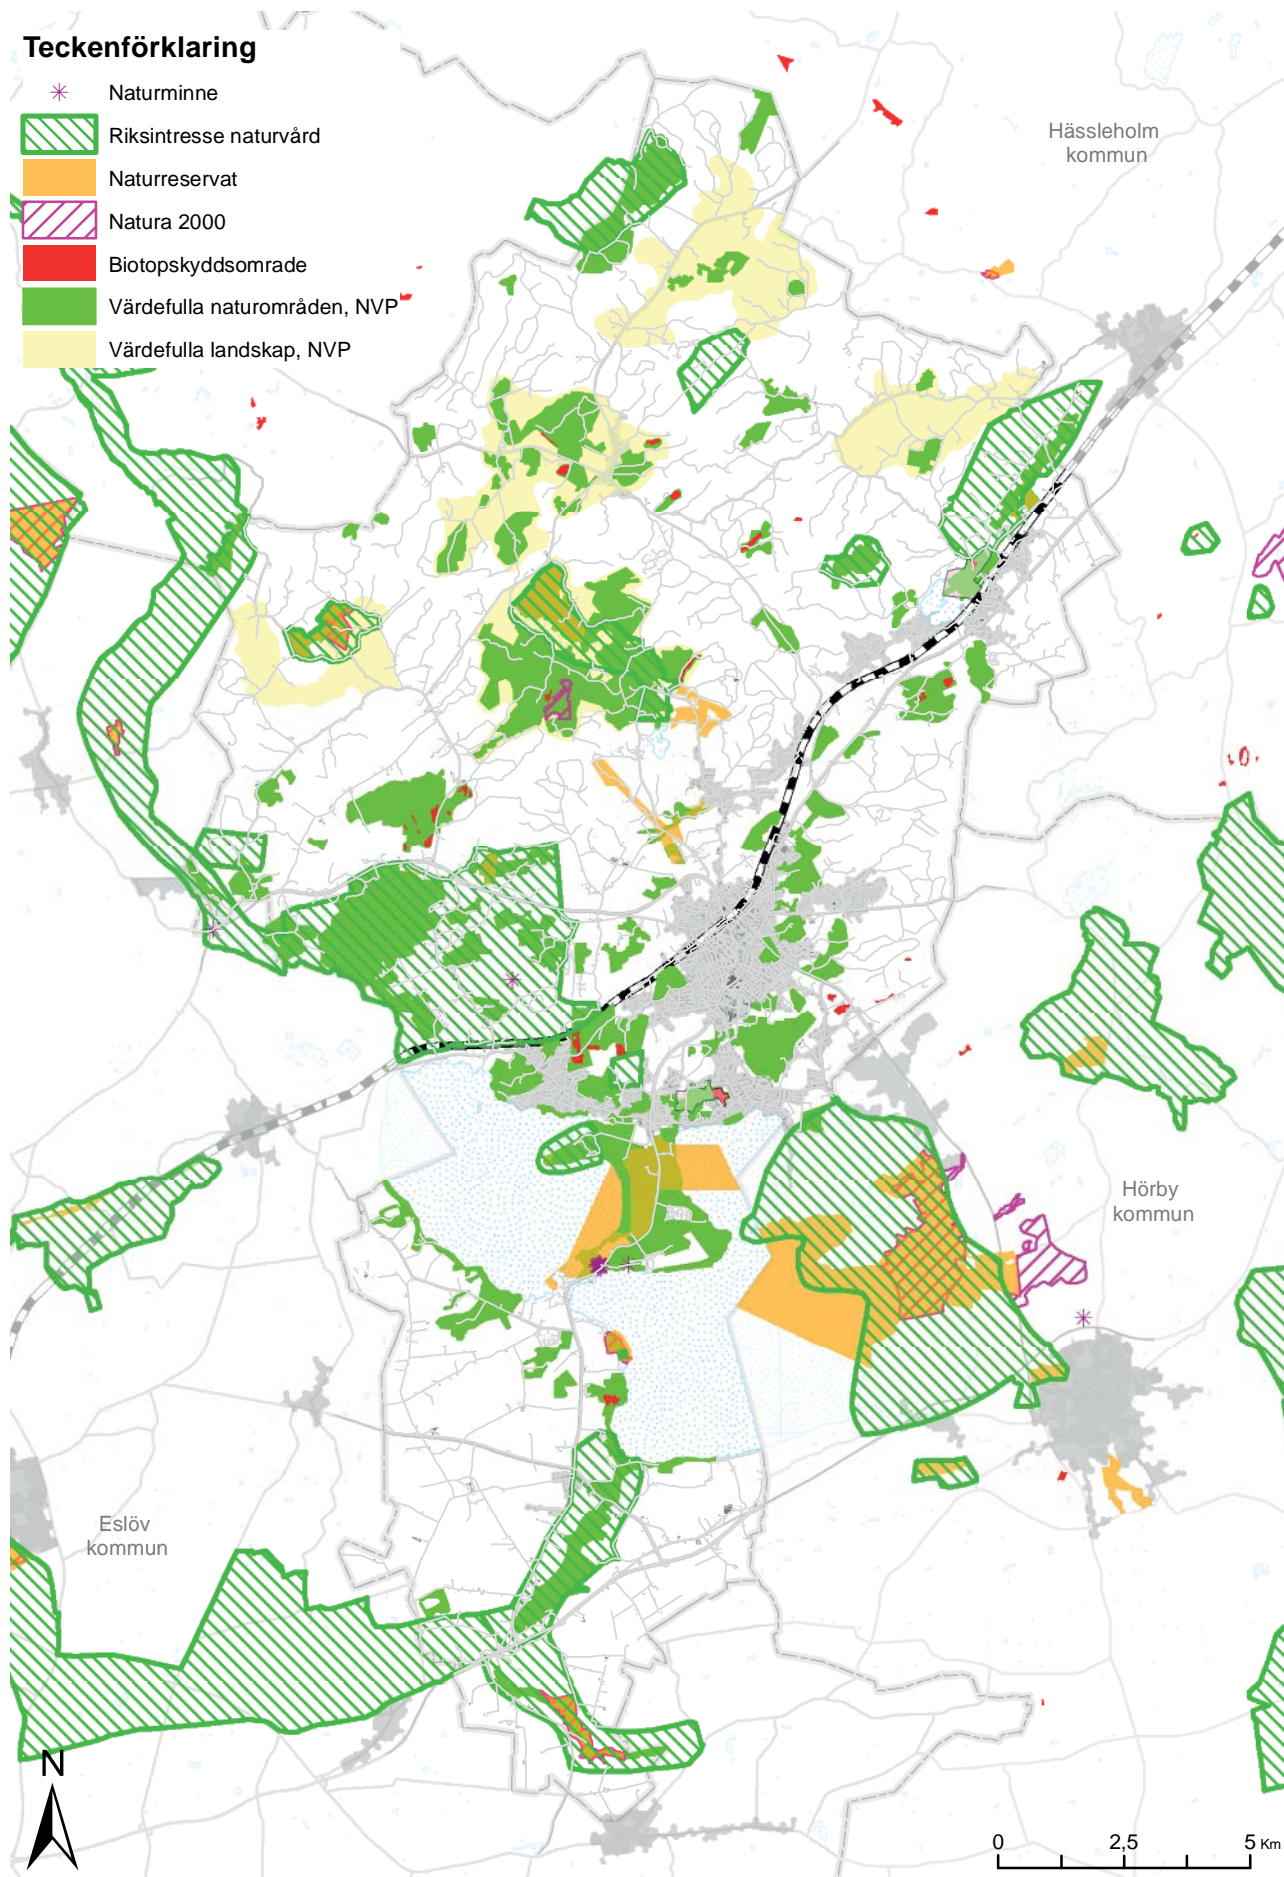 Teckenförklaring
Naturminne
Riksintresse naturvård
Naturreservat
Natura 2000
Biotopskyddsomrade
Värdefulla naturområden, NVP
Värdefulla landskap, NVP
Hässleholm
kommun
Hörby
kommun
Eslöv
kommun
N
0 2,5 5 Km